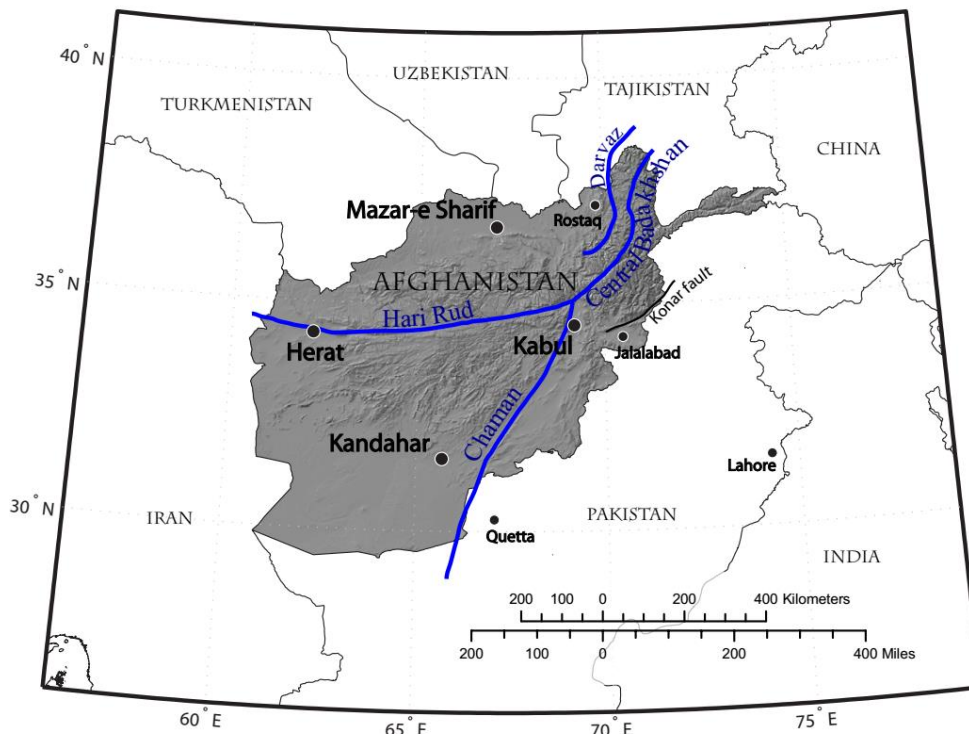 40° N
UZBEKISTAN
TAJIKISTAN
TURKMENISTAN
CHINA
Darvaz
Central Badakhshan
Mazar-e Sharif
Rostaq
35° N
AFGHANISTAN
Konar fault
Hari Rud
Herat
Kabul
Jalalabad
Chaman
Kandahar
Lahore
30° N
IRAN
PAKISTAN
Quetta
INDIA
200 100 0 200 400 Kilometers
200 100 0 200 400 Miles
60° E
65° E
70° E
75° E